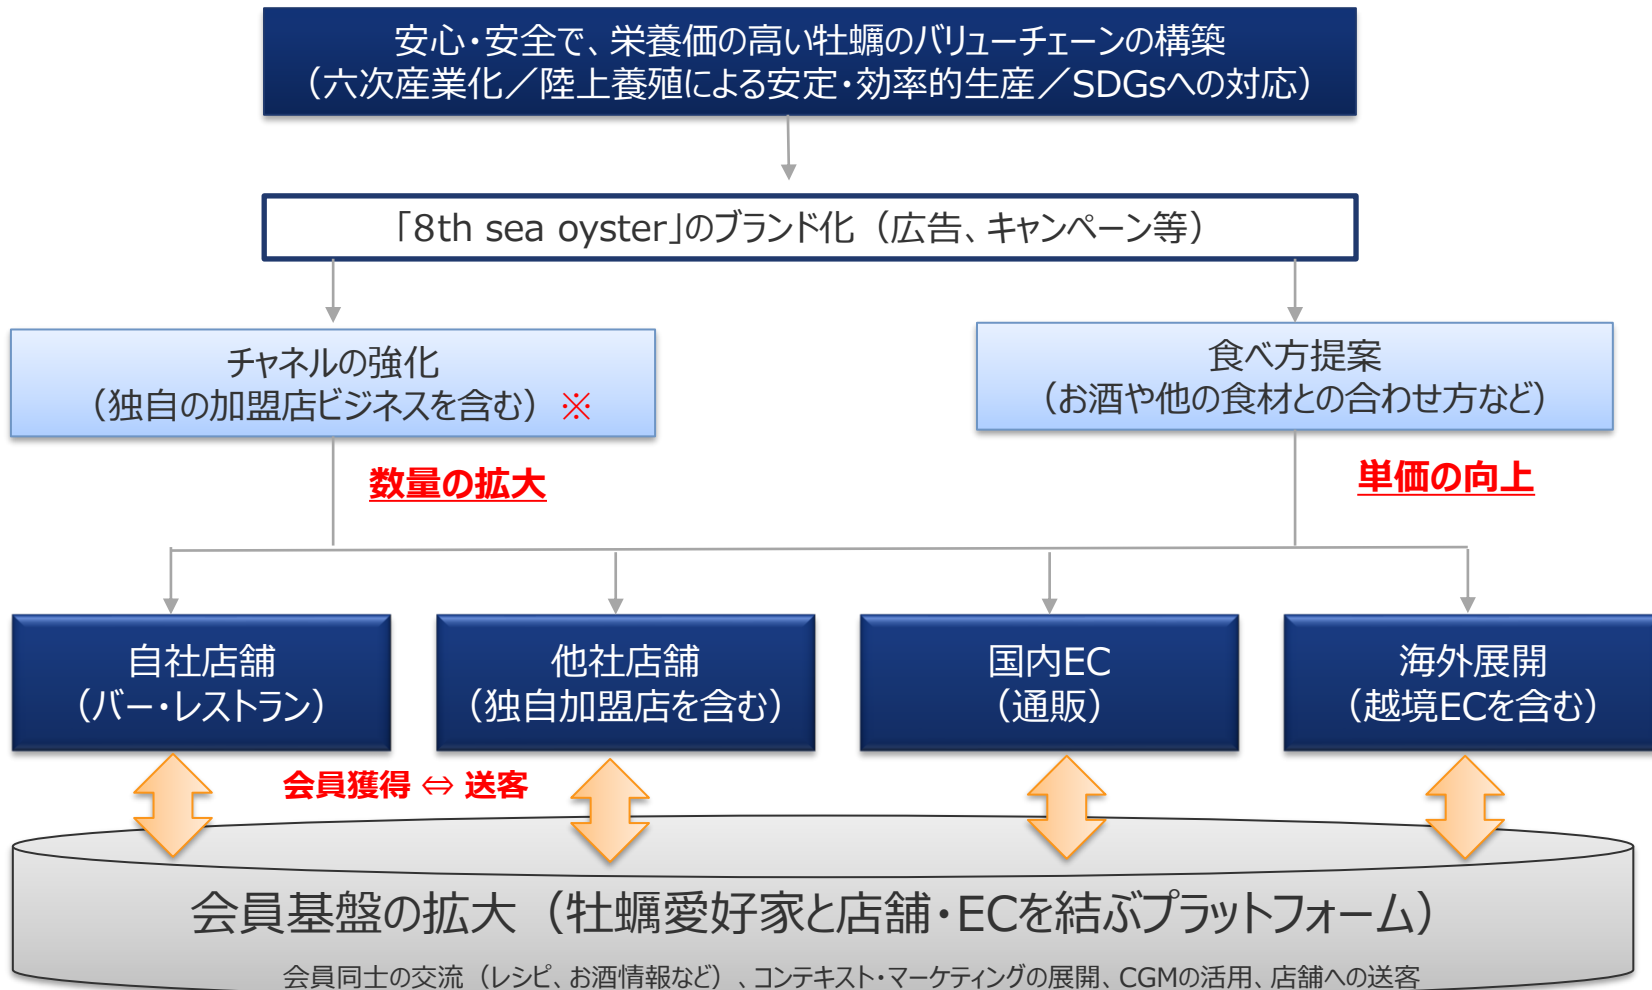 安心・安全で、栄養価の高い牡蠣のバリューチェーンの構築
（六次産業化／陸上養殖による安定・効率的生産／SDGsへの対応）
「8th sea oyster」のブランド化（広告、キャンペーン等）
チャネルの強化
（独自の加盟店ビジネスを含む）※
食べ方提案
（お酒や他の食材との合わせ方など）
数量の拡大
単価の向上
自社店舗
（バー・レストラン）
他社店舗
（独自加盟店を含む）
国内EC
（通販）
海外展開
（越境ECを含む）
会員獲得 ⇔ 送客
会員基盤の拡大（牡蠣愛好家と店舗・ECを結ぶプラットフォーム）
会員同士の交流（レシピ、お酒情報など）、コンテキスト・マーケティングの展開、CGMの活用、店舗への送客